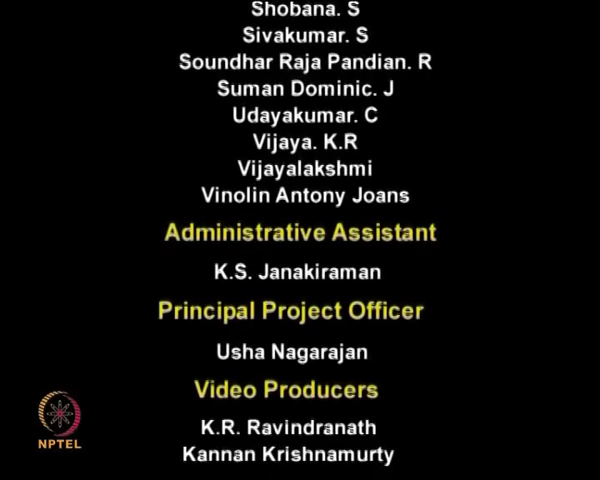 Shobana. S
Sivakumar. S
Soundhar Raja Pandian. R
Suman Dominic. J
Udayakumar. C
Vijaya. K.R
Vijayalakshmi
Vinolin Antony Joans
Administrative Assistant
K.S. Janakiraman
Principal Project Officer
Usha Nagarajan
Video Producers
K.R. Ravindranath
Kannan Krishnamurty
NPTEL